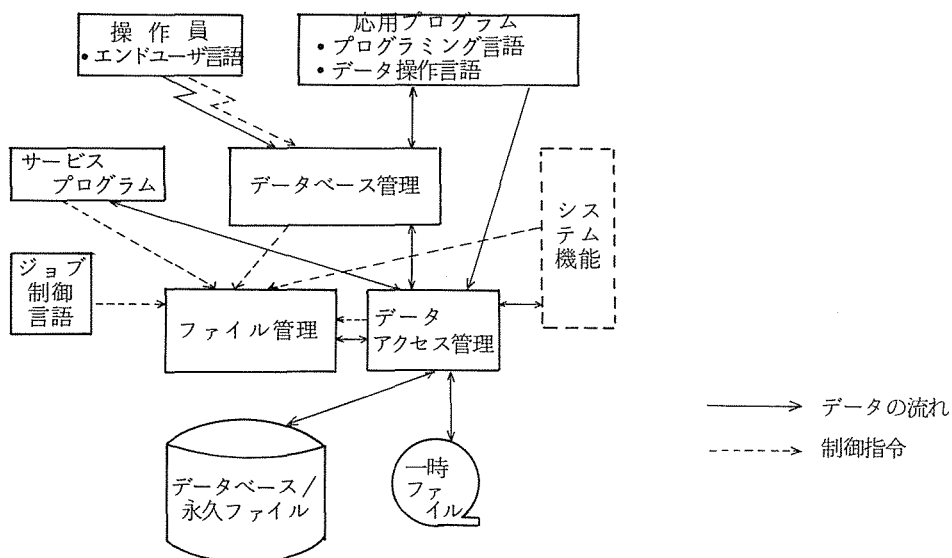 操作員
・エンドユーザ言語
応用プログラム
・プログラミング言語
・データ操作言語
サービス
プログラム
データベース管理
シス
テム
機能
ジョブ
制御
言語
ファイル管理
データ
アクセス管理
データの流れ
制御指令
データベース/
永久ファイル
一時
ファ
イル